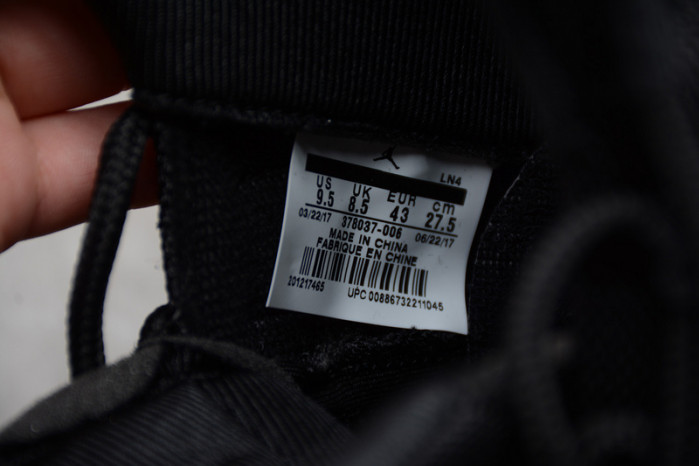 LN4
US UK EUR cm
9.5 8.5 43 27.5
03/22/17 378037-006 06/22/17
MADE IN CHINA
FABRIQUE EN CHINE
201217465 UPC 00886732211045